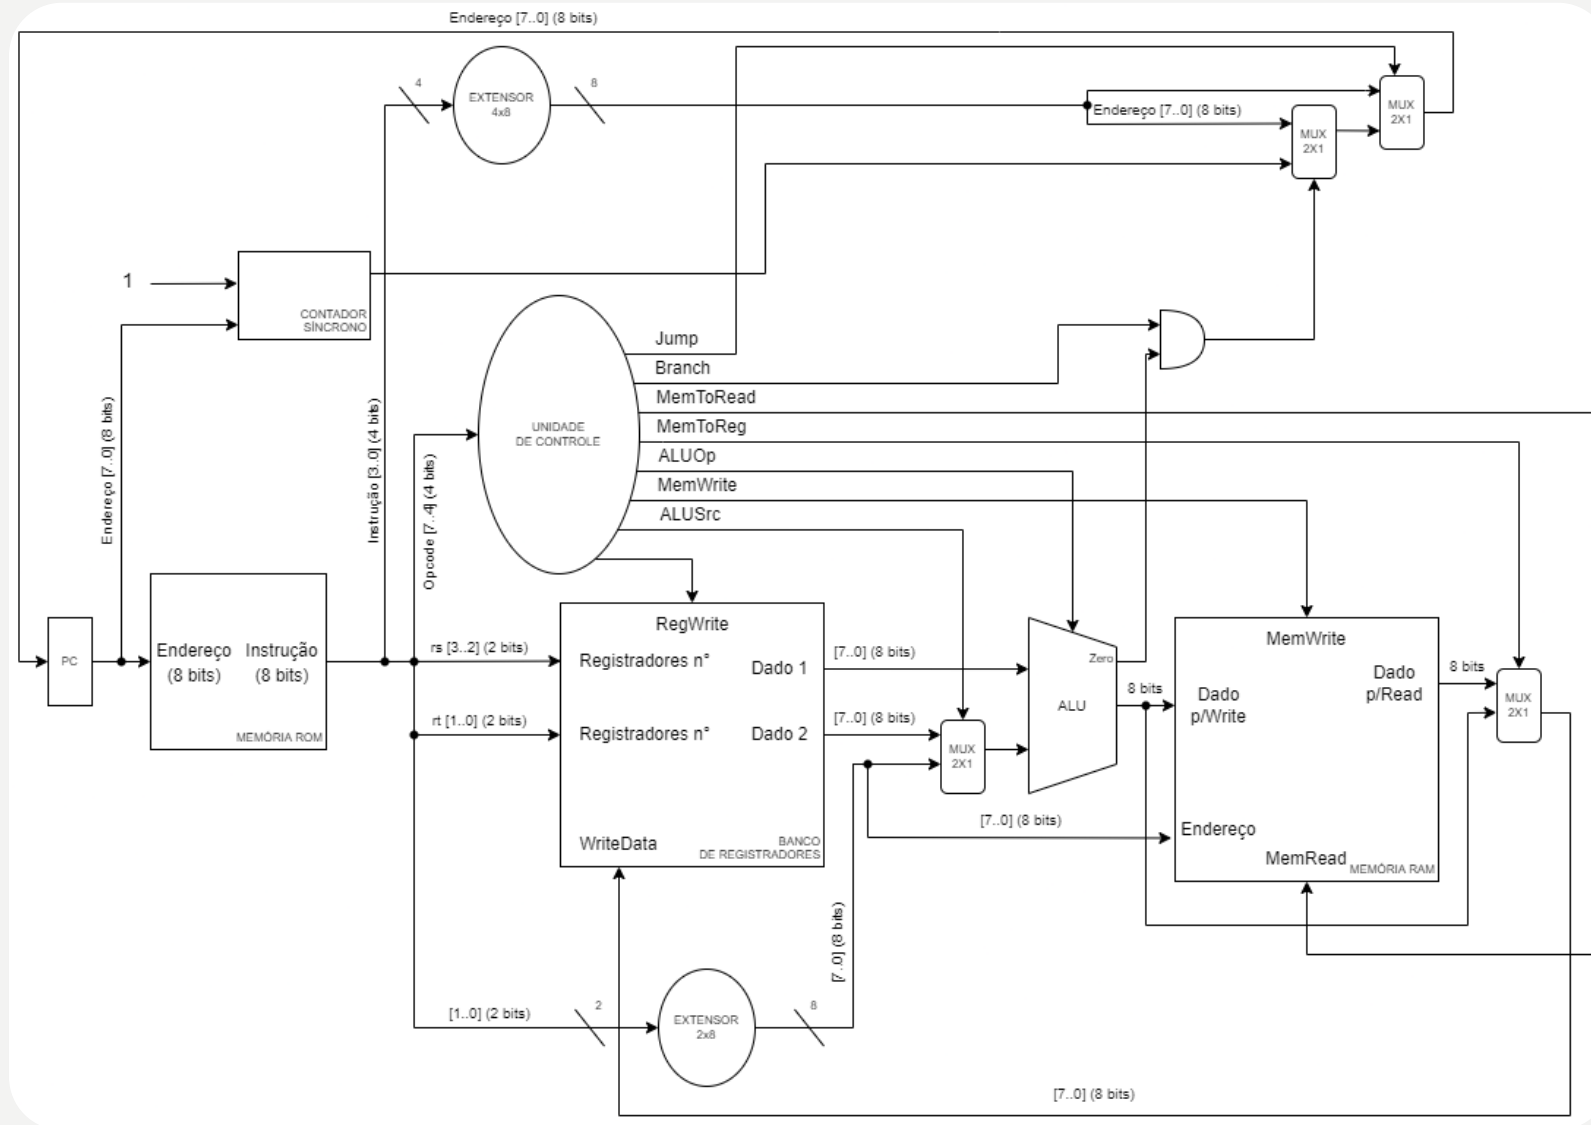 Endereço [7..0] (8 bits)
4
EXTENSOR
4x8
8
Endereço [7..0] (8 bits)
MUX
2X1
MUX
2X1
1
CONTADOR
SÍNCRONO
Endereço [7..0] (8 bits)
Instrução [3..0] (4 bits)
Opcode [7..4] (4 bits)
UNIDADE
DE CONTROLE
Jump
Branch
MemToRead
MemToReg
ALUOp
MemWrite
ALUSrc
PC
Endereço
(8 bits)
Instrução
(8 bits)
MEMÓRIA ROM
rs [3..2] (2 bits)
rt [1..0] (2 bits)
RegWrite
Registradores n°
Dado 1
Registradores n°
Dado 2
WriteData
BANCO
DE REGISTRADORES
[7..0] (8 bits)
[7..0] (8 bits)
MUX
2X1
Zero
ALU
8 bits
[7..0] (8 bits)
MemWrite
Dado
p/Write
Dado
p/Read
Endereço
MemRead
MEMÓRIA RAM
8 bits
MUX
2X1
[7..0] (8 bits)
[1..0] (2 bits)
2
EXTENSOR
2x8
8
[7..0] (8 bits)